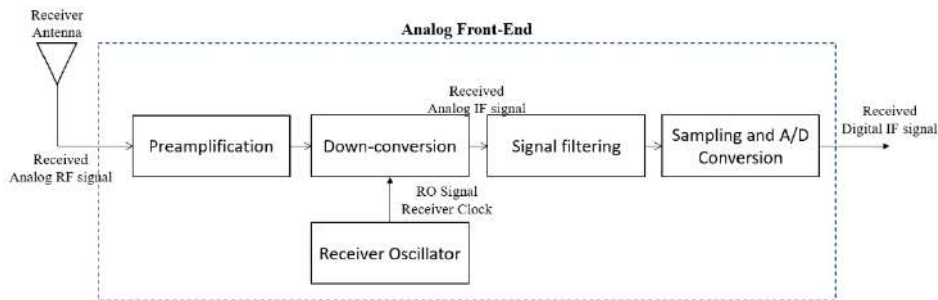 Receiver
Antenna
Analog Front-End
Received
Analog IF signal
Received
Digital IF signal
Preamplification
Down-conversion
Signal filtering
Sampling and A/D
Conversion
Received
Analog RF signal
RO Signal
Receiver Clock
Receiver Oscillator